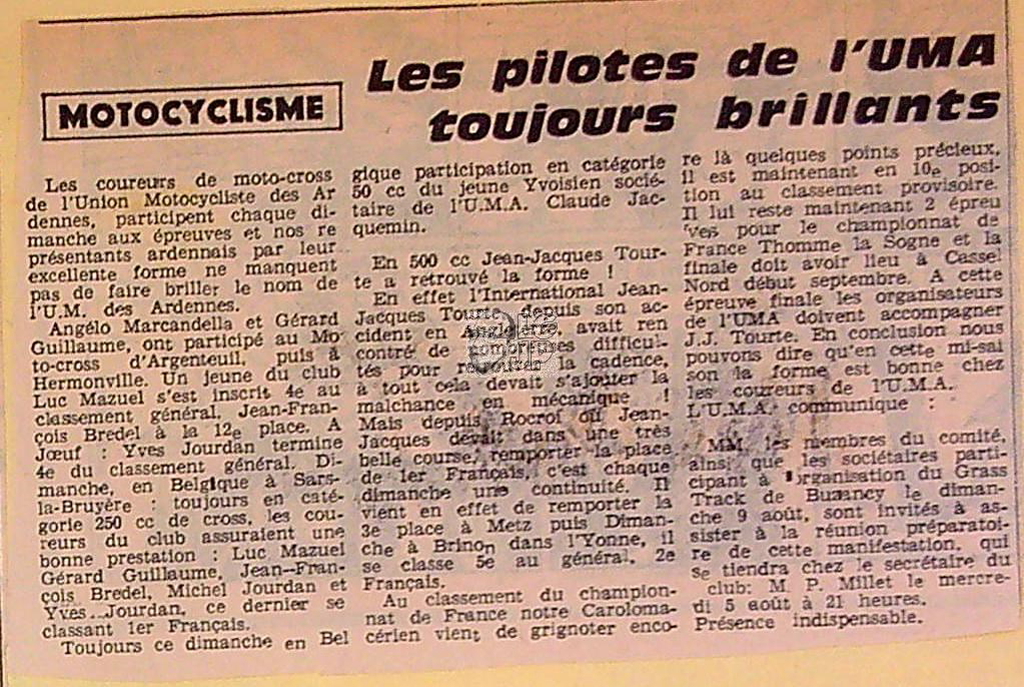 MOTOCYCLISME
Les pilotes de l'UMA
toujours brillants
Les coureurs de moto-cross
de l'Union Motocycliste des Ar
dennes, participent chaque di-
manche aux épreuves et nos re
présentants ardennais par leur
excellente forme ne manquent
pas de faire briller le nom de
l'U.M. des Ardennes.
Angélo Marcandella et Gérard
Guillaume, ont participé au Mo
to-cross d'Argenteuil, puis à
Hermonville. Un jeune du club
Luc Mazuel s'est inscrit 4e au
classement général, Jean-Fran-
çois Bredel à la 12e place. A
Jœuf : Yves Jourdan termine
4e du classement général. Di-
manche, en Belgique à Sars-
la-Bruyère : toujours en caté-
gorie 250 cc de cross, les cou-
reurs du club assuraient une
bonne prestation : Luc Mazuel
Gérard Guillaume, Jean-Fran-
çois Bredel, Michel Jourdan et
Yves Jourdan, ce dernier se
classant 1er Français.
Toujours ce dimanche en Bel
gique participation en catégorie
50 cc du jeune Yvoisien socié-
taire de l'U.M.A. Claude Jac-
quemin.
En 500 cc Jean-Jacques Tour-
te a retrouvé la forme !
En effet l'International Jean-
Jacques Tourte depuis son ac-
cident en Angleterre, avait ren
contré de nombreuses difficul-
tés pour retrouver la cadence,
à tout cela devait s'ajouter la
malchance en mécanique !
Mais depuis Rocroi où Jean-
Jacques devait dans une très
belle course, remporter la place
de 1er Français, c'est chaque
dimanche une continuité. Il
vient en effet de remporter la
3e place à Metz puis Diman-
che à Brinon dans l'Yonne, il
se classe 5e au général, 2e
Français.
Au classement du champion-
nat de France notre Caroloma-
cérien vient de grignoter enco-
re là quelques points précieux,
il est maintenant en 10e posi-
tion au classement provisoire.
Il lui reste maintenant 2 épreu
ves pour le championnat de
France Thomme la Sogne et la
finale doit avoir lieu à Cassel
Nord début septembre. A cette
épreuve finale les organisateurs
de l'UMA doivent accompagner
J.J. Tourte. En conclusion nous
pouvons dire qu'en cette mi-sai
son la forme est bonne chez
les coureurs de l'U.M.A.
L'U.M.A. communique :
MM. les membres du comité,
ainsi que les sociétaires parti-
cipant à l'organisation du Grass
Track de Buzancy le diman-
che 9 août, sont invités à as-
sister à la réunion préparatoi-
re de cette manifestation, qui
se tiendra chez le secrétaire du
club: M. P. Millet le mercre-
di 5 août à 21 heures.
Présence indispensable.